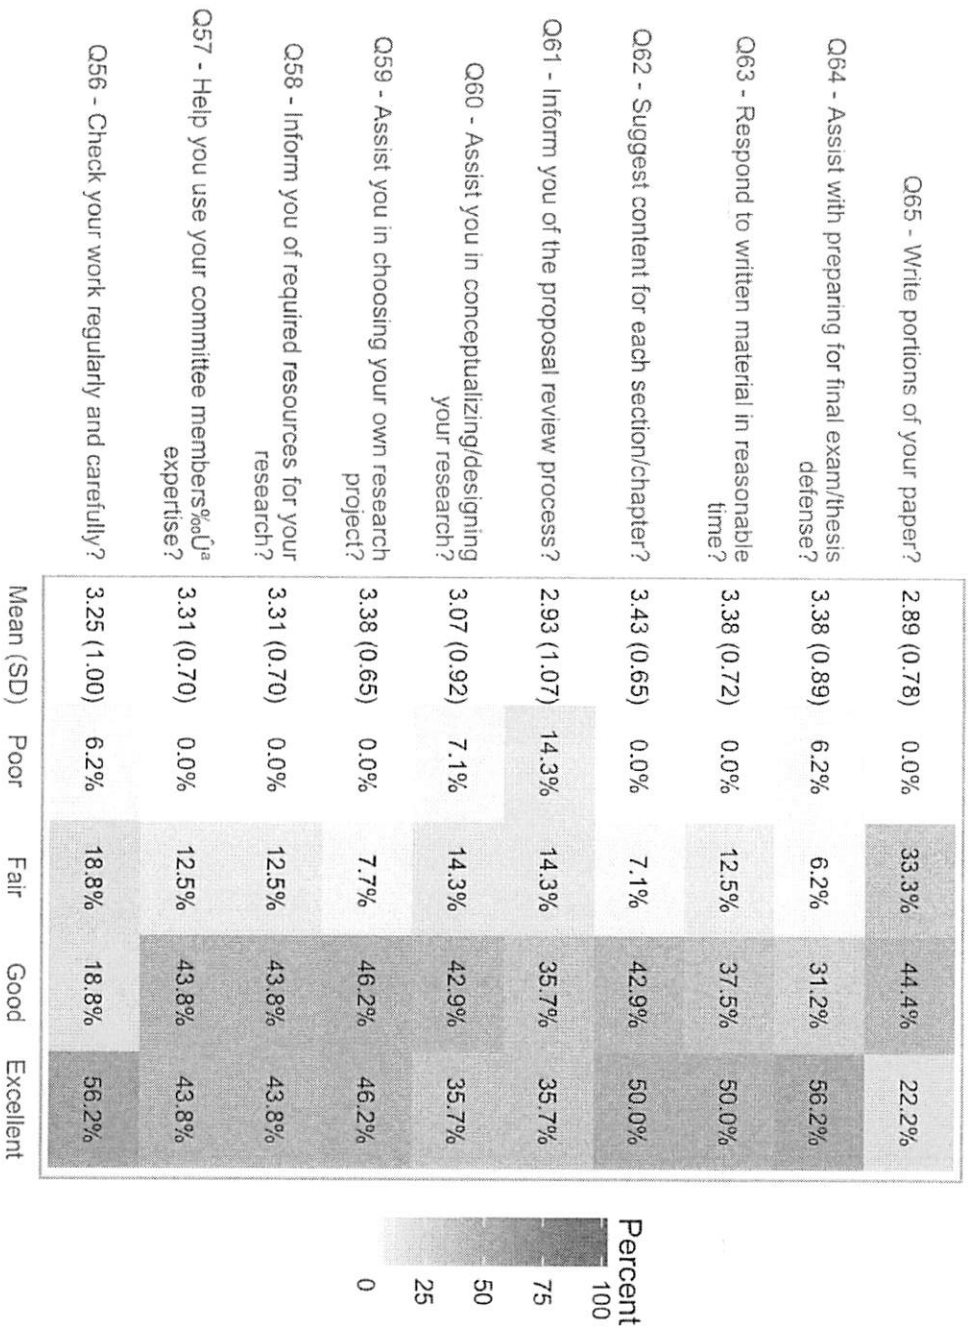 Q65 - Write portions of your paper? 2.89 (0.78) 0.0% 33.3% 44.4% 22.2%
Q64 - Assist with preparing for final exam/thesis
defense? 3.38 (0.89) 6.2% 6.2% 31.2% 56.2%
Q63 - Respond to written material in reasonable
time? 3.38 (0.72) 0.0% 12.5% 37.5% 50.0%
Q62 - Suggest content for each section/chapter? 3.43 (0.65) 0.0% 7.1% 42.9% 50.0%
Q61 - Inform you of the proposal review process? 2.93 (1.07) 14.3% 14.3% 35.7% 35.7%
Q60 - Assist you in conceptualizing/designing
your research? 3.07 (0.92) 7.1% 14.3% 42.9% 35.7%
Q59 - Assist you in choosing your own research
project? 3.38 (0.65) 0.0% 7.7% 46.2% 46.2%
Q58 - Inform you of required resources for your
research? 3.31 (0.70) 0.0% 12.5% 43.8% 43.8%
Q57 - Help you use your committee members‰Ûª
expertise? 3.31 (0.70) 0.0% 12.5% 43.8% 43.8%
Q56 - Check your work regularly and carefully? 3.25 (1.00) 6.2% 18.8% 18.8% 56.2%
Mean (SD) Poor Fair Good Excellent
Percent
100
75
50
25
0